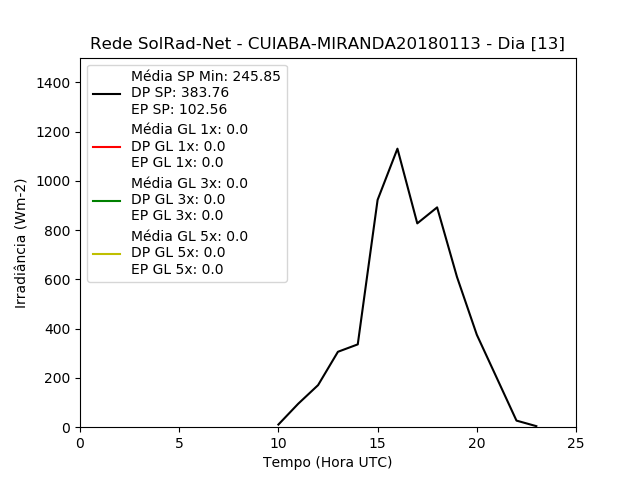 Rede SolRad-Net - CUIABA-MIRANDA20180113 - Dia [13]
Média SP Min: 245.85
DP SP: 383.76
EP SP: 102.56
Média GL 1x: 0.0
DP GL 1x: 0.0
EP GL 1x: 0.0
Média GL 3x: 0.0
DP GL 3x: 0.0
EP GL 3x: 0.0
Média GL 5x: 0.0
DP GL 5x: 0.0
EP GL 5x: 0.0
Irradiância (Wm-2)
1400
1200
1000
800
600
400
200
0
0 5 10 15 20 25
Tempo (Hora UTC)